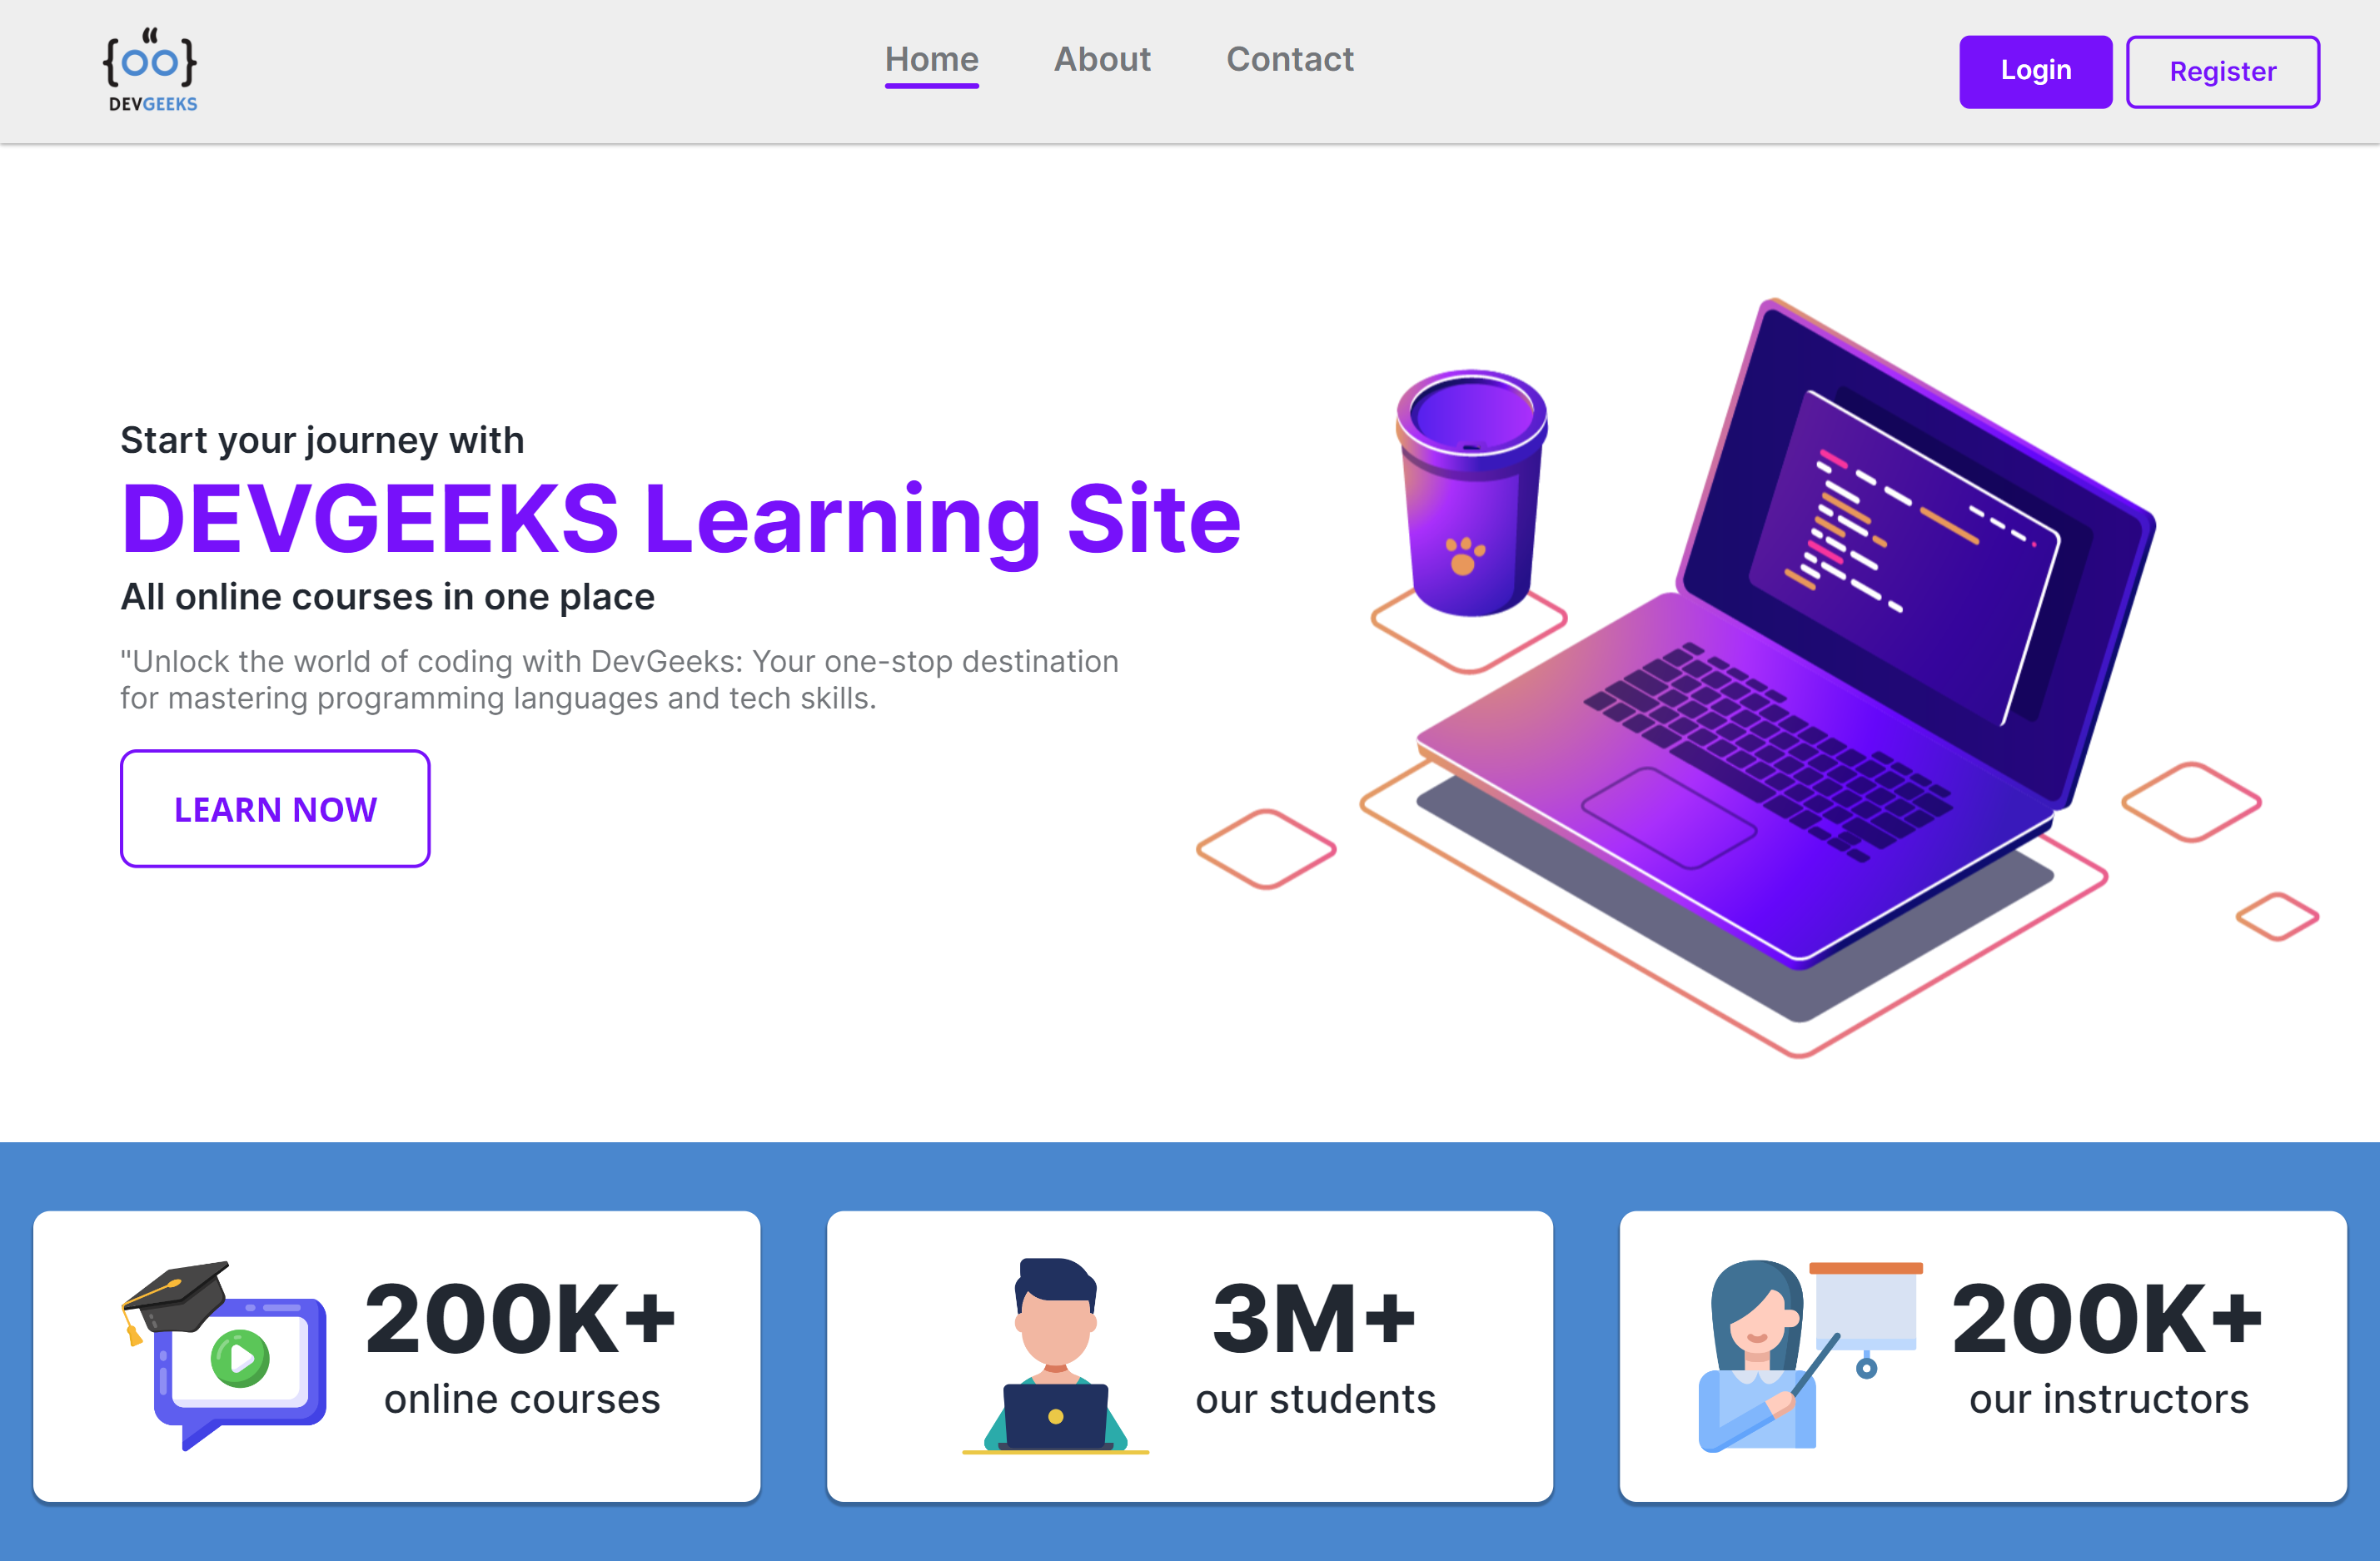 DEVGEEKS
Home
About
Contact
Login
Register
Start your journey with
DEVGEEKS Learning Site
All online courses in one place
"Unlock the world of coding with DevGeeks: Your one-stop destination
for mastering programming languages and tech skills.
LEARN NOW
200K+
online courses
3M+
our students
200K+
our instructors